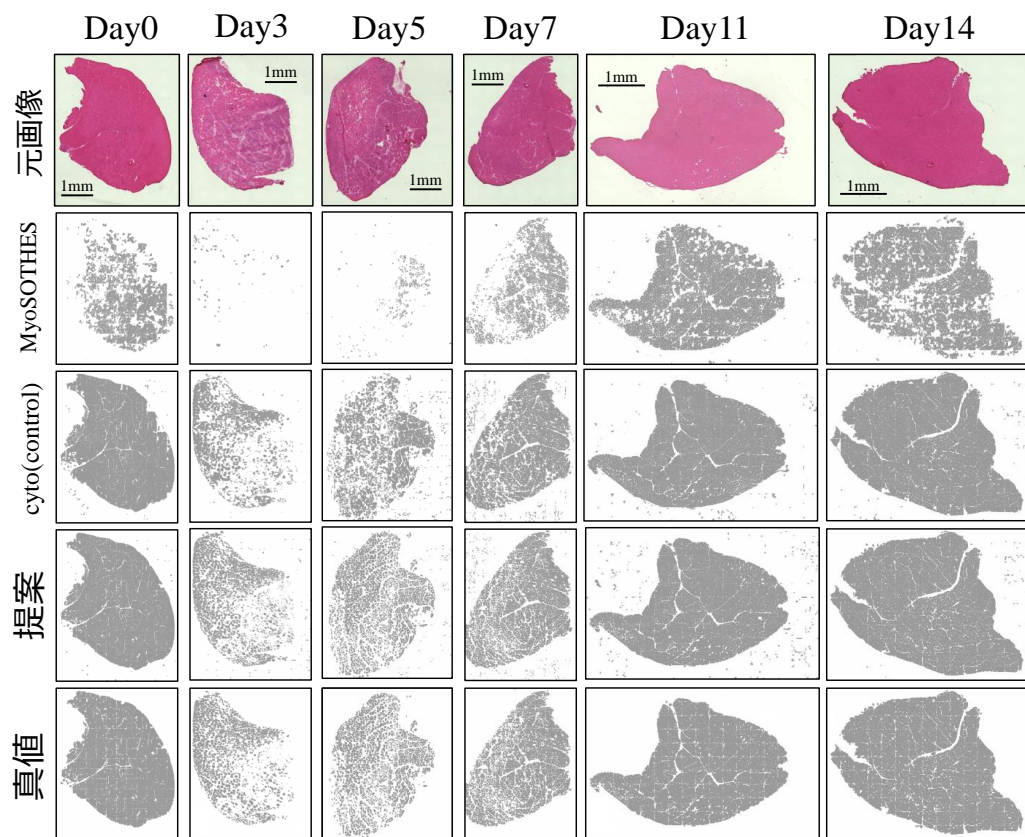 Day0 Day3 Day5 Day7 Day11 Day14
元画像
1mm 1mm 1mm 1mm 1mm 1mm
MyoSOTHES
cyto(control)
提案
真値